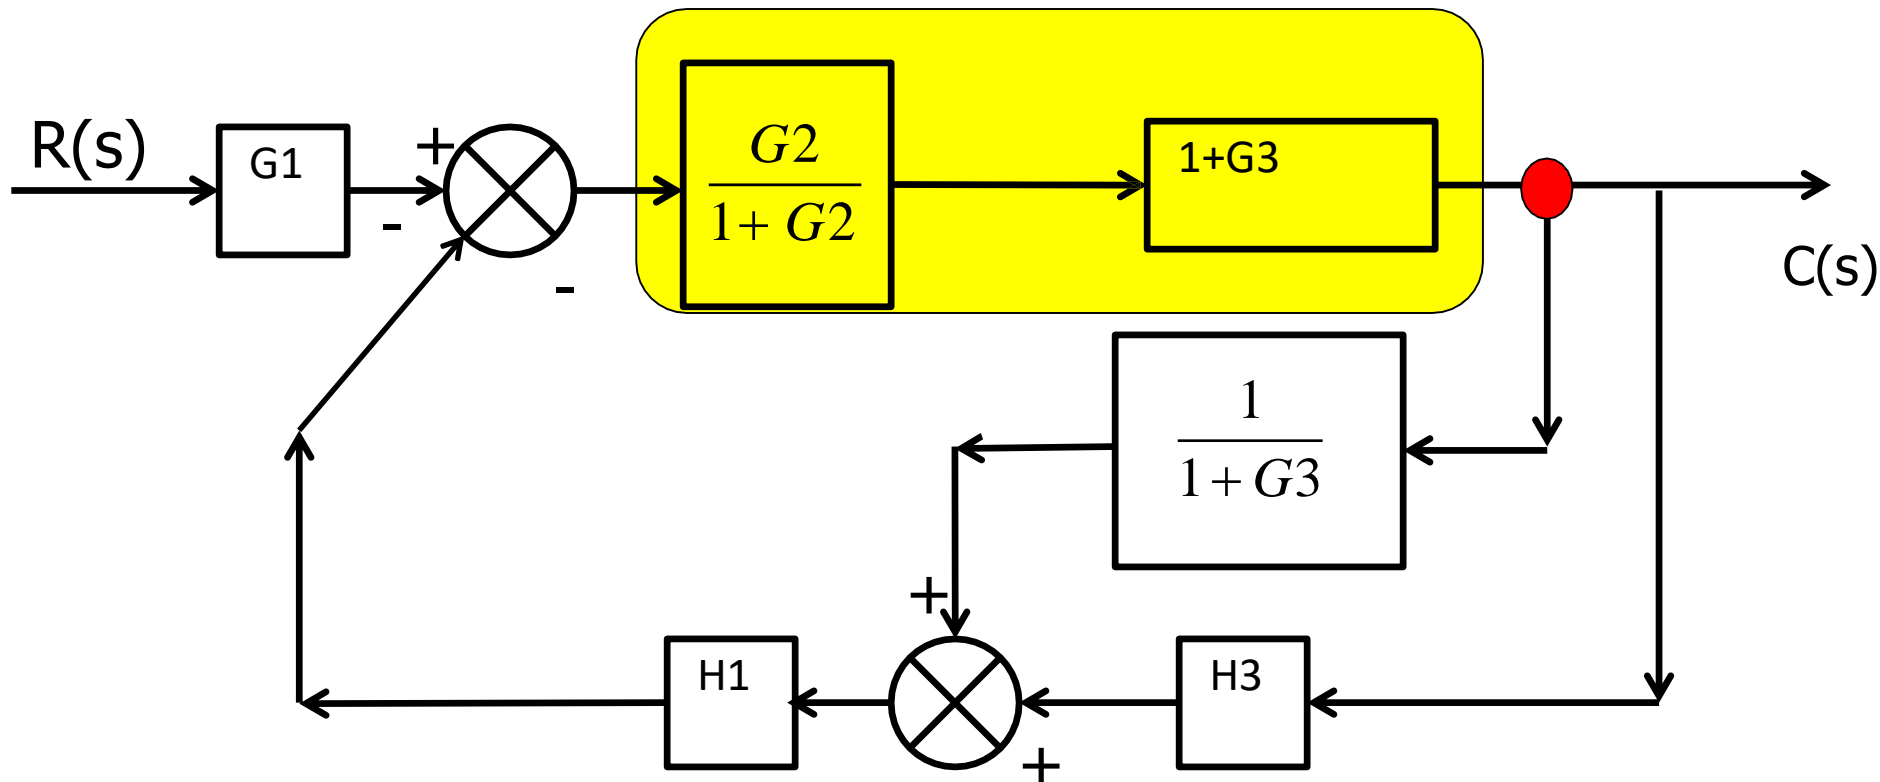 R(s)
G1
+
-
-
G2
1+ G2
1+G3
C(s)
1
1+G3
+
H1
H3
+